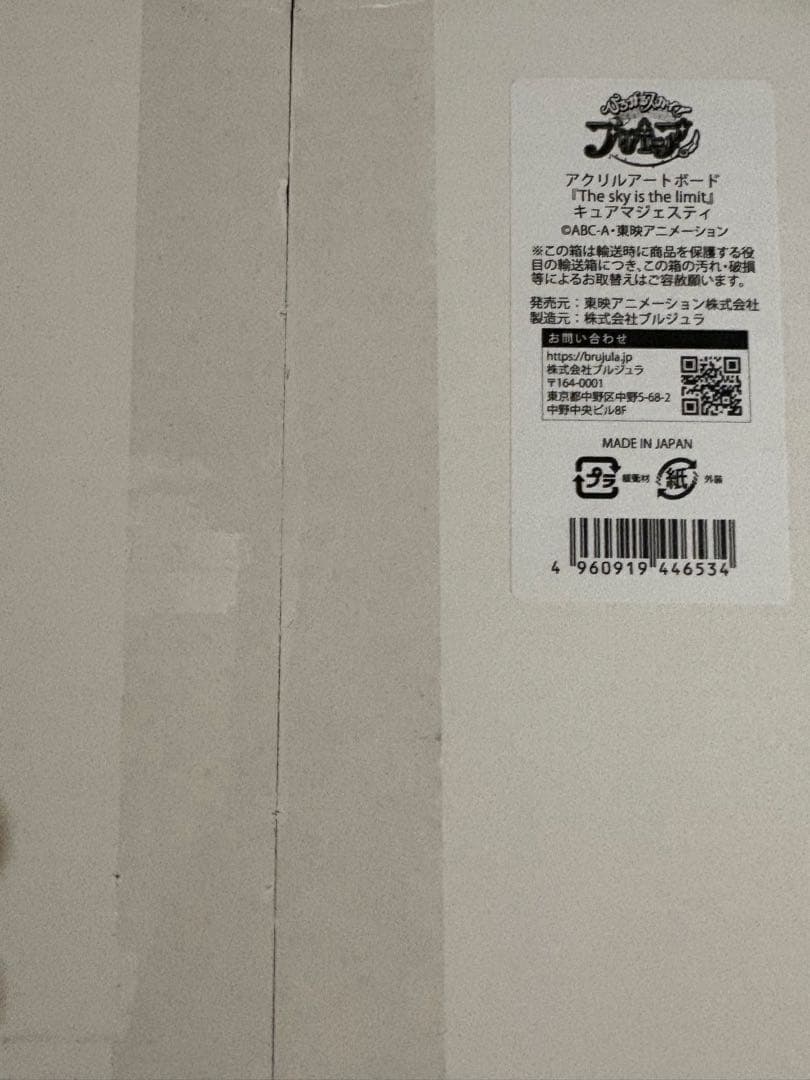 ひろがるスカイ!
プリキュア
アクリルアートボード
『The sky is the limit』
キュアマジェスティ
©ABC-A・東映アニメーション
※この箱は輸送時に商品を保護する役
目の輸送箱につき、この箱の汚れ・破損
等によるお取替えはご容赦願います。
発売元：東映アニメーション株式会社
製造元：株式会社ブルジュラ
お問い合わせ
https://brujula.jp
株式会社ブルジュラ
〒164-0001
東京都中野区中野5-68-2
中野中央ビル8F
MADE IN JAPAN
プラ 緩衝材 紙 外装
4 960919 446534